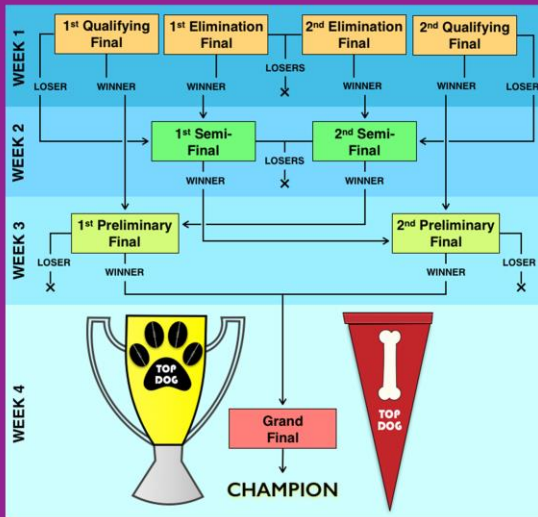 WEEK 1
1st Qualifying
Final
1st Elimination
Final
2nd Elimination
Final
2nd Qualifying
Final
LOSER
WINNER
WINNER
LOSERS
WINNER
WINNER
LOSER
WEEK 2
1st Semi-
Final
2nd Semi-
Final
LOSERS
WINNER
WINNER
WEEK 3
1st Preliminary
Final
2nd Preliminary
Final
LOSER
WINNER
WINNER
LOSER
WEEK 4
TOP
DOG
TOP
DOG
Grand
Final
CHAMPION